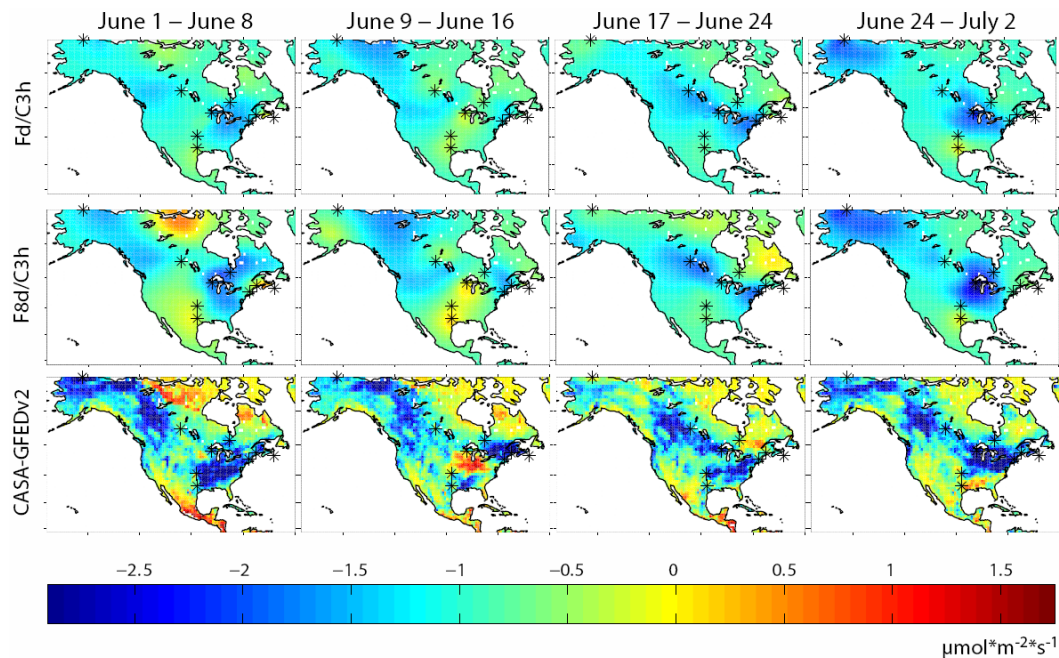 June 1 – June 8 June 9 – June 16 June 17 – June 24 June 24 – July 2
Fd/C3h
F8d/C3h
CASA-GFEDv2
−2.5 −2 −1.5 −1 −0.5 0 0.5 1 1.5
μmol*m⁻²*s⁻¹